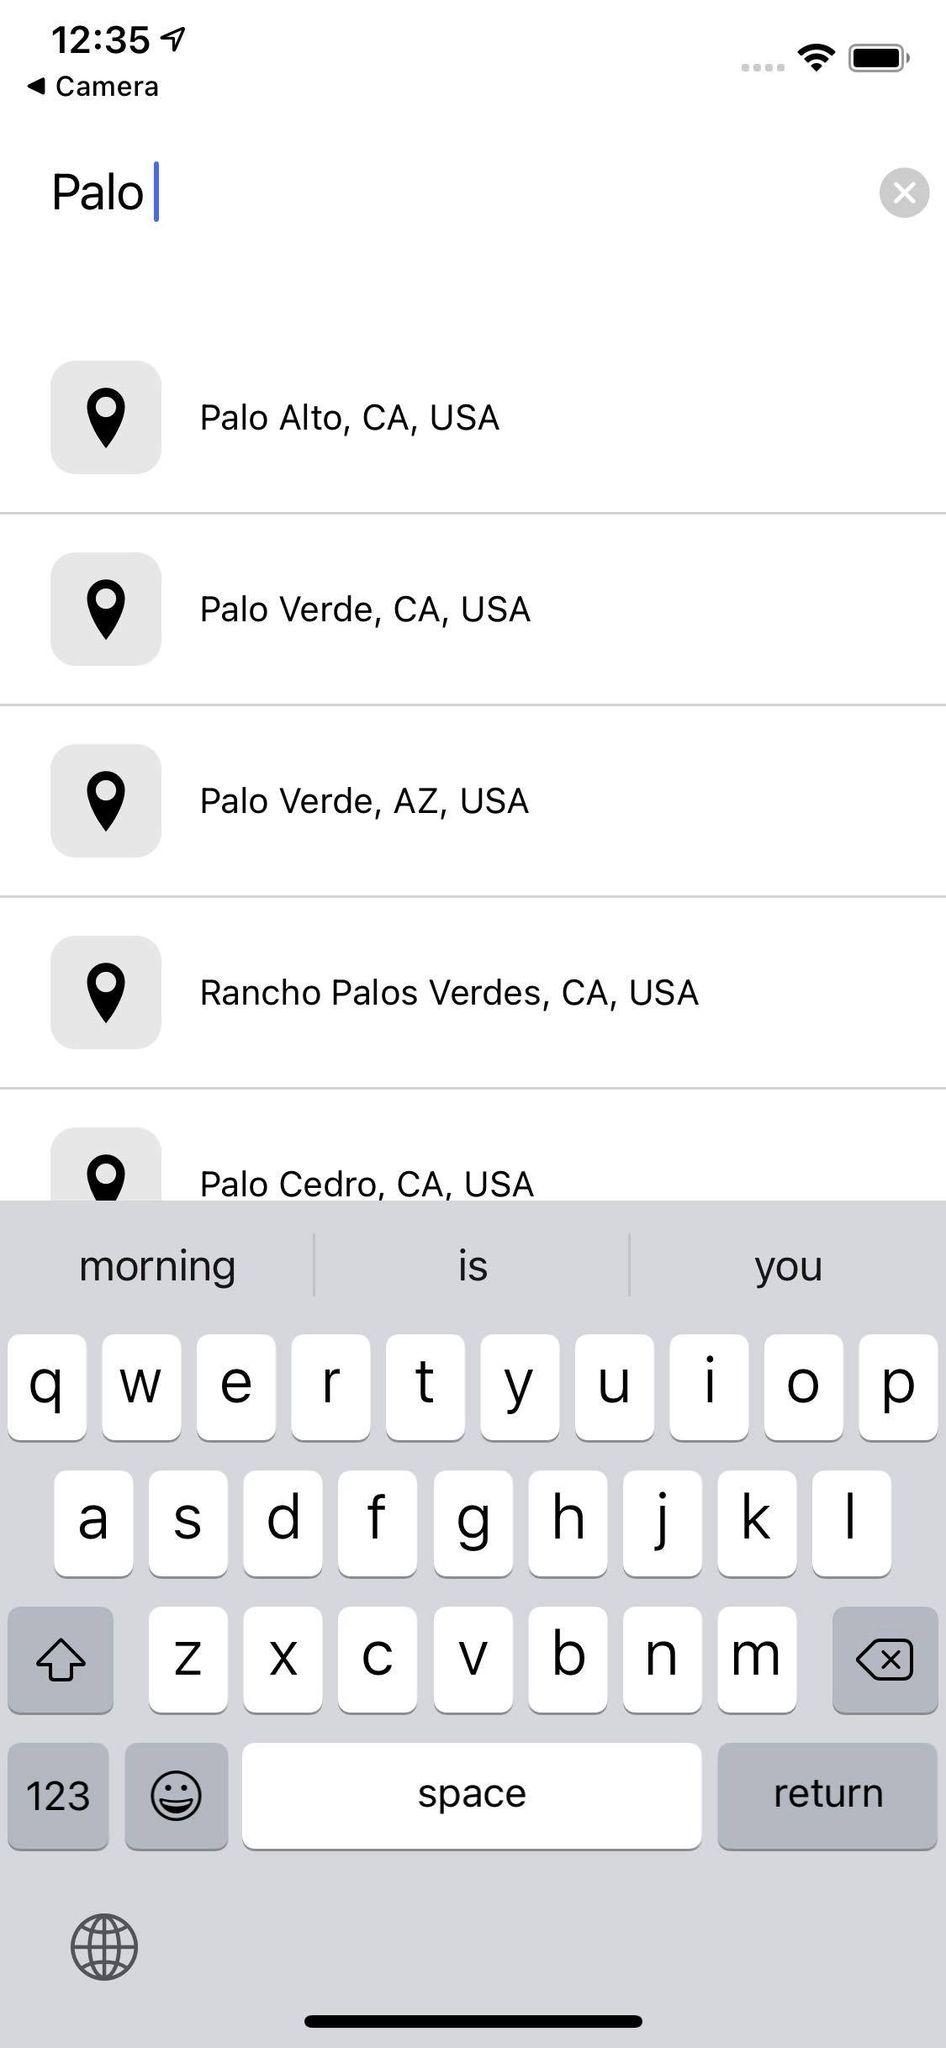 12:35
Camera
Palo
Palo Alto, CA, USA
Palo Verde, CA, USA
Palo Verde, AZ, USA
Rancho Palos Verdes, CA, USA
Palo Cedro, CA, USA
morning is you
q w e r t y u i o p
a s d f g h j k l
z x c v b n m
123 space return